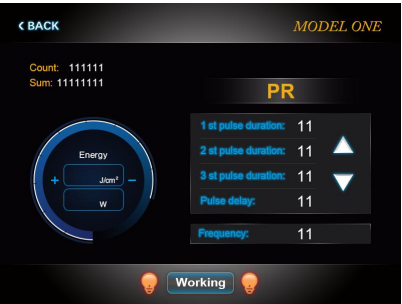 < BACK
MODEL ONE
Count: 111111
Sum: 11111111
PR
1 st pulse duration: 11
2 st pulse duration: 11
3 st pulse duration: 11
Pulse delay: 11
Frequency: 11
Energy
+ J/cm² −
W
Working